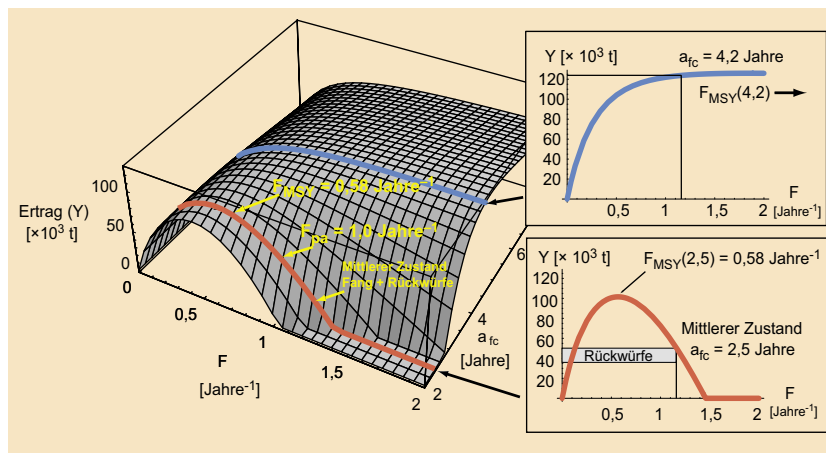 Ertrag (Y)
[×10³ t]
100
50
0
0
0,5
1
1,5
2
F
[Jahre⁻¹]
2
4
6
a fc
[Jahre]
F_MSY = 0,58 Jahre⁻¹
F_pa = 1,0 Jahre⁻¹
Mittlerer Zustand
Fang + Rückwürfe
Y [× 10³ t]
a_fc = 4,2 Jahre
120
100
80
60
40
20
F_MSY(4,2)
0,5
1
1,5
2
F
[Jahre⁻¹]
Y [× 10³ t]
F_MSY(2,5) = 0,58 Jahre⁻¹
120
100
80
60
40
20
Mittlerer Zustand
a_fc = 2,5 Jahre
Rückwürfe
0,5
1
1,5
2
F
[Jahre⁻¹]